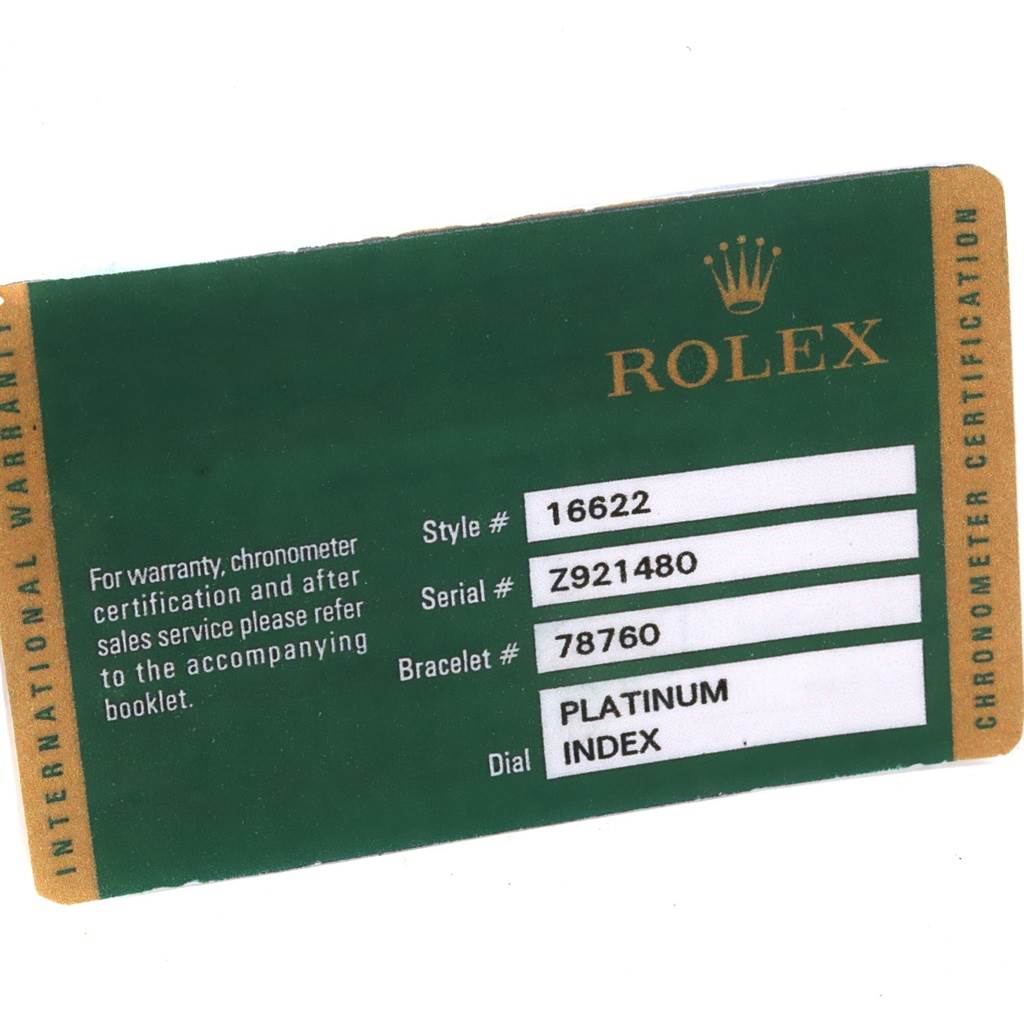 ROLEX
Style # 16622
Serial # Z921480
Bracelet # 78760
Dial PLATINUM
INDEX
For warranty, chronometer
certification and after
sales service please refer
to the accompanying
booklet.
INTERNATIONAL WARRANTY
CHRONOMETER CERTIFICATION